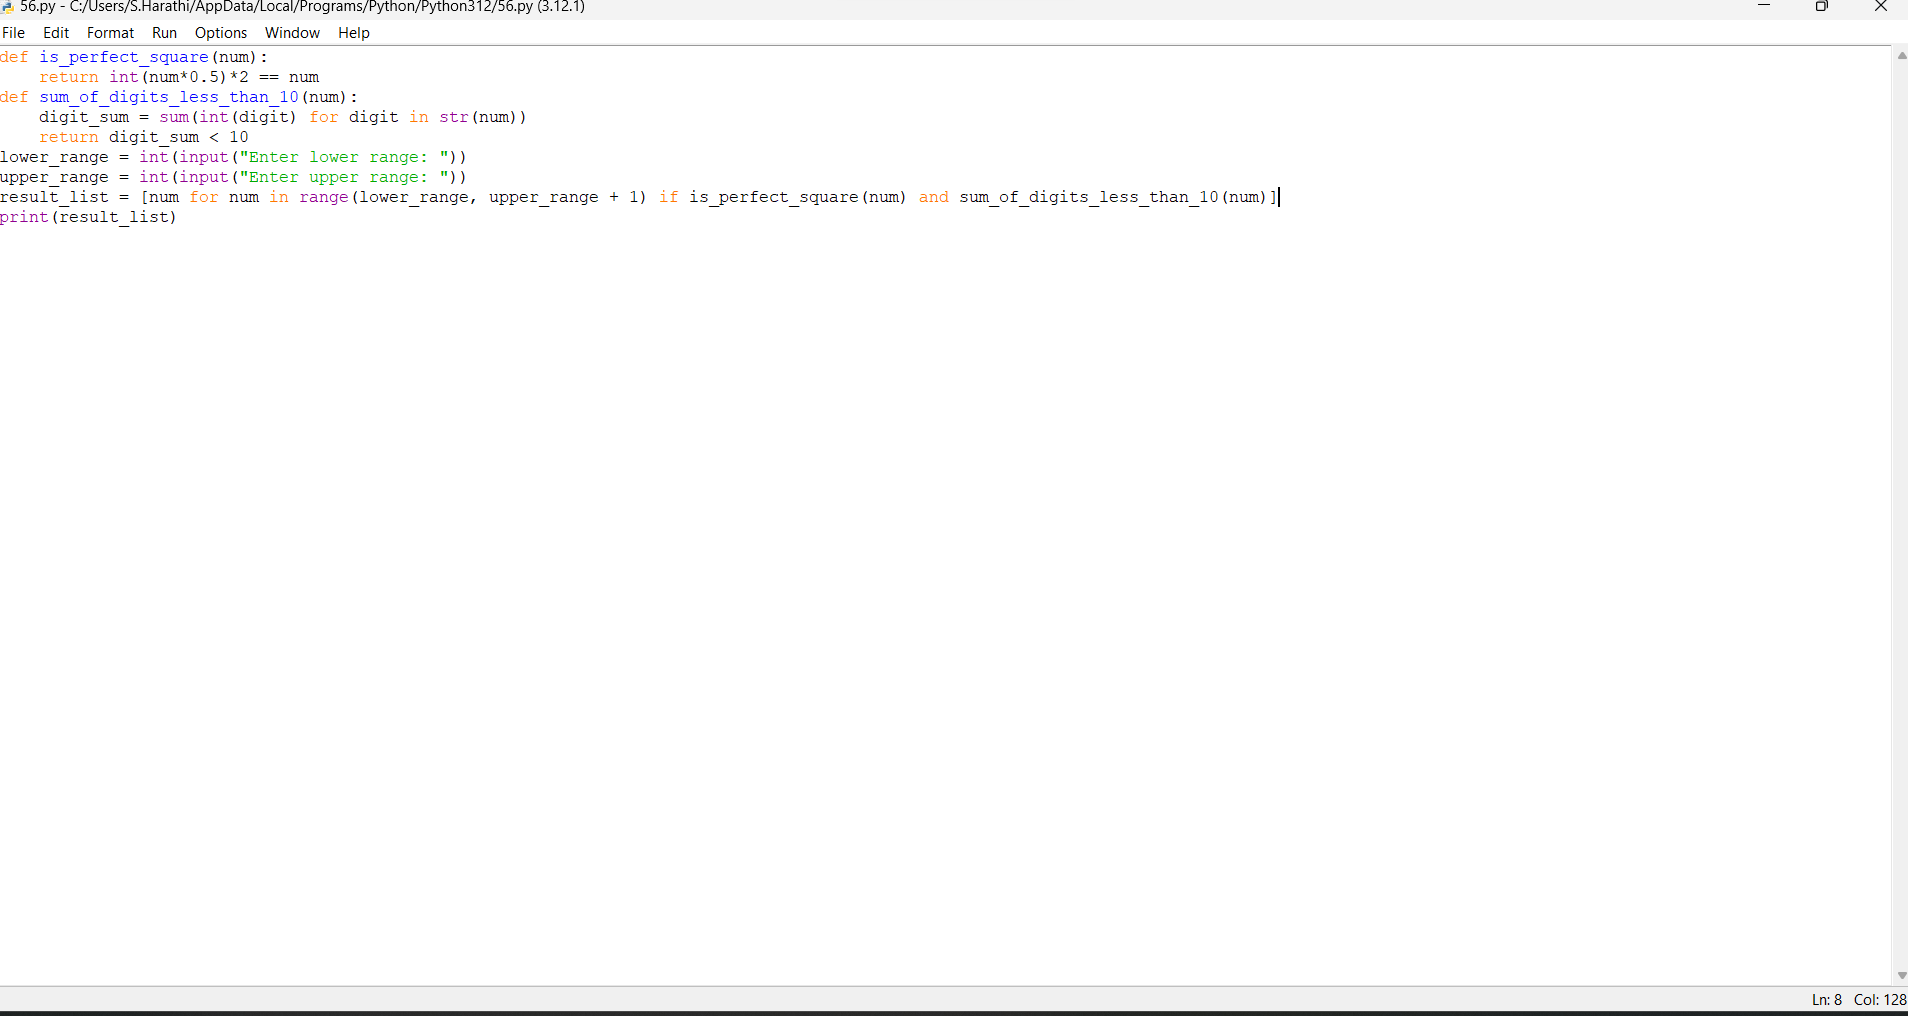 56.py - C:/Users/S.Harathi/AppData/Local/Programs/Python/Python312/56.py (3.12.1)
File Edit Format Run Options Window Help
def is_perfect_square(num):
    return int(num*0.5)*2 == num
def sum_of_digits_less_than_10(num):
    digit_sum = sum(int(digit) for digit in str(num))
    return digit_sum < 10
lower_range = int(input("Enter lower range: "))
upper_range = int(input("Enter upper range: "))
result_list = [num for num in range(lower_range, upper_range + 1) if is_perfect_square(num) and sum_of_digits_less_than_10(num)]
print(result_list)
Ln: 8 Col: 128